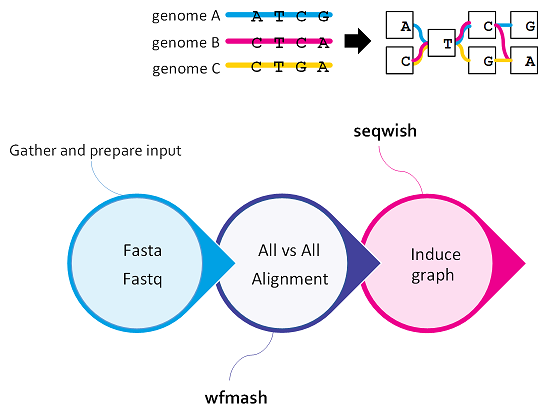 genome A A T C G
genome B C T C A
genome C C T G A
A C G
T
C G A
seqwish
Gather and prepare input
Fasta
Fastq
All vs All
Alignment
Induce
graph
wfmash